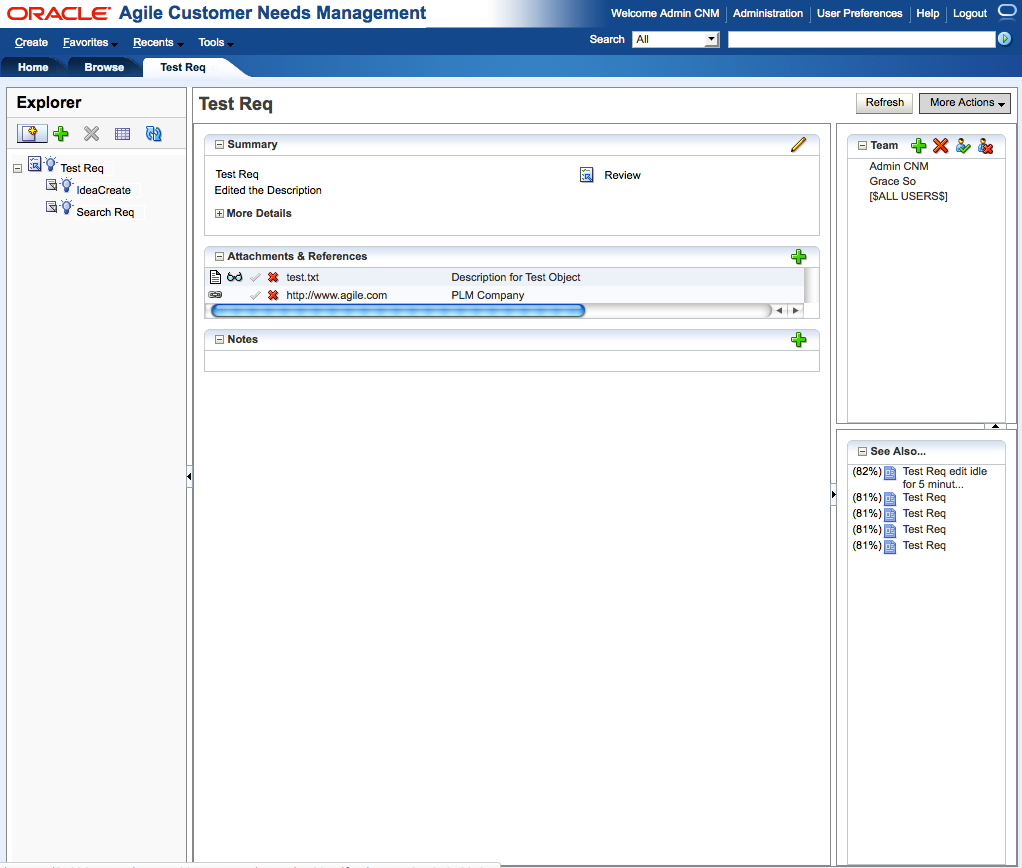 ORACLE Agile Customer Needs Management
Welcome Admin CNM Administration User Preferences Help Logout
Create Favorites Recents Tools
Search All
Home Browse Test Req
Explorer
Test Req
IdeaCreate
Search Req
Test Req
Refresh More Actions
Summary
Test Req
Edited the Description
Review
More Details
Attachments & References
test.txt Description for Test Object
http://www.agile.com PLM Company
Notes
Team
Admin CNM
Grace So
[$ALL USERS$]
See Also...
(82%) Test Req edit idle
for 5 minut...
(81%) Test Req
(81%) Test Req
(81%) Test Req
(81%) Test Req